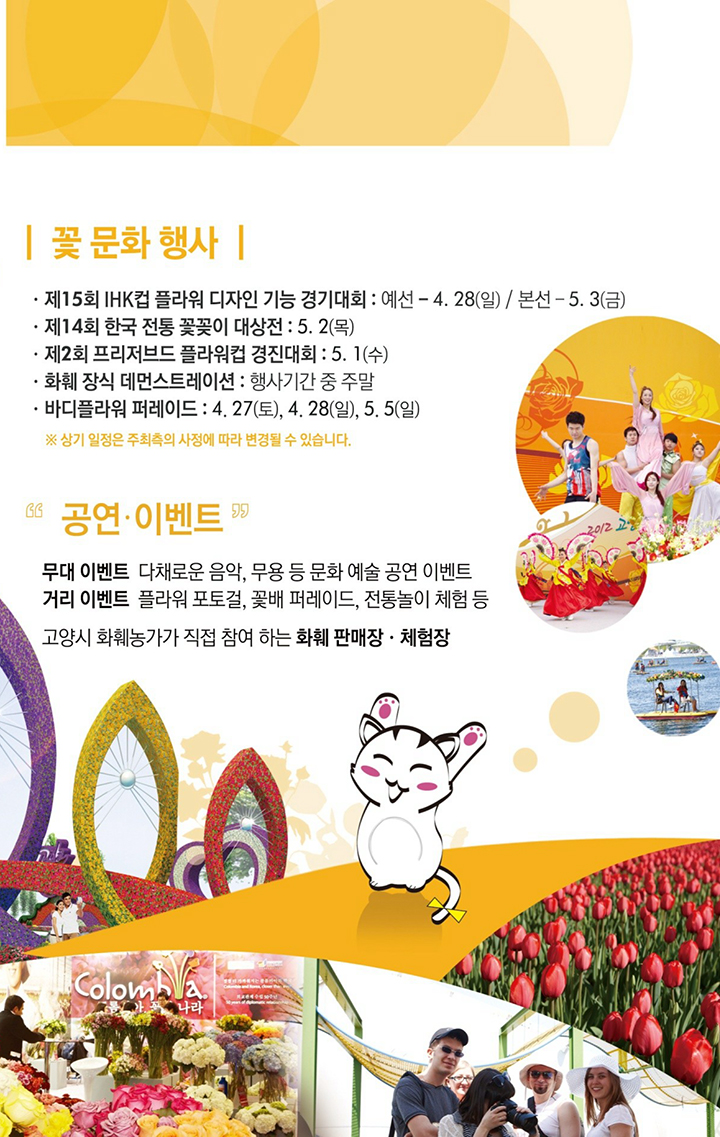 | 꽃 문화 행사 |
· 제15회 IHK컵 플라워 디자인 기능 경기대회 : 예선 – 4. 28(일) / 본선 – 5. 3(금)
· 제14회 한국 전통 꽃꽂이 대상전 : 5. 2(목)
· 제2회 프리저브드 플라워컵 경진대회 : 5. 1(수)
· 화훼 장식 데먼스트레이션 : 행사기간 중 주말
· 바디플라워 퍼레이드 : 4. 27(토), 4. 28(일), 5. 5(일)
※ 상기 일정은 주최측의 사정에 따라 변경될 수 있습니다.
“ 공연·이벤트 ”
무대 이벤트 다채로운 음악, 무용 등 문화 예술 공연 이벤트
거리 이벤트 플라워 포토걸, 꽃배 퍼레이드, 전통놀이 체험 등
고양시 화훼농가가 직접 참여 하는 화훼 판매장 · 체험장
2012 고양
Colombia
나라